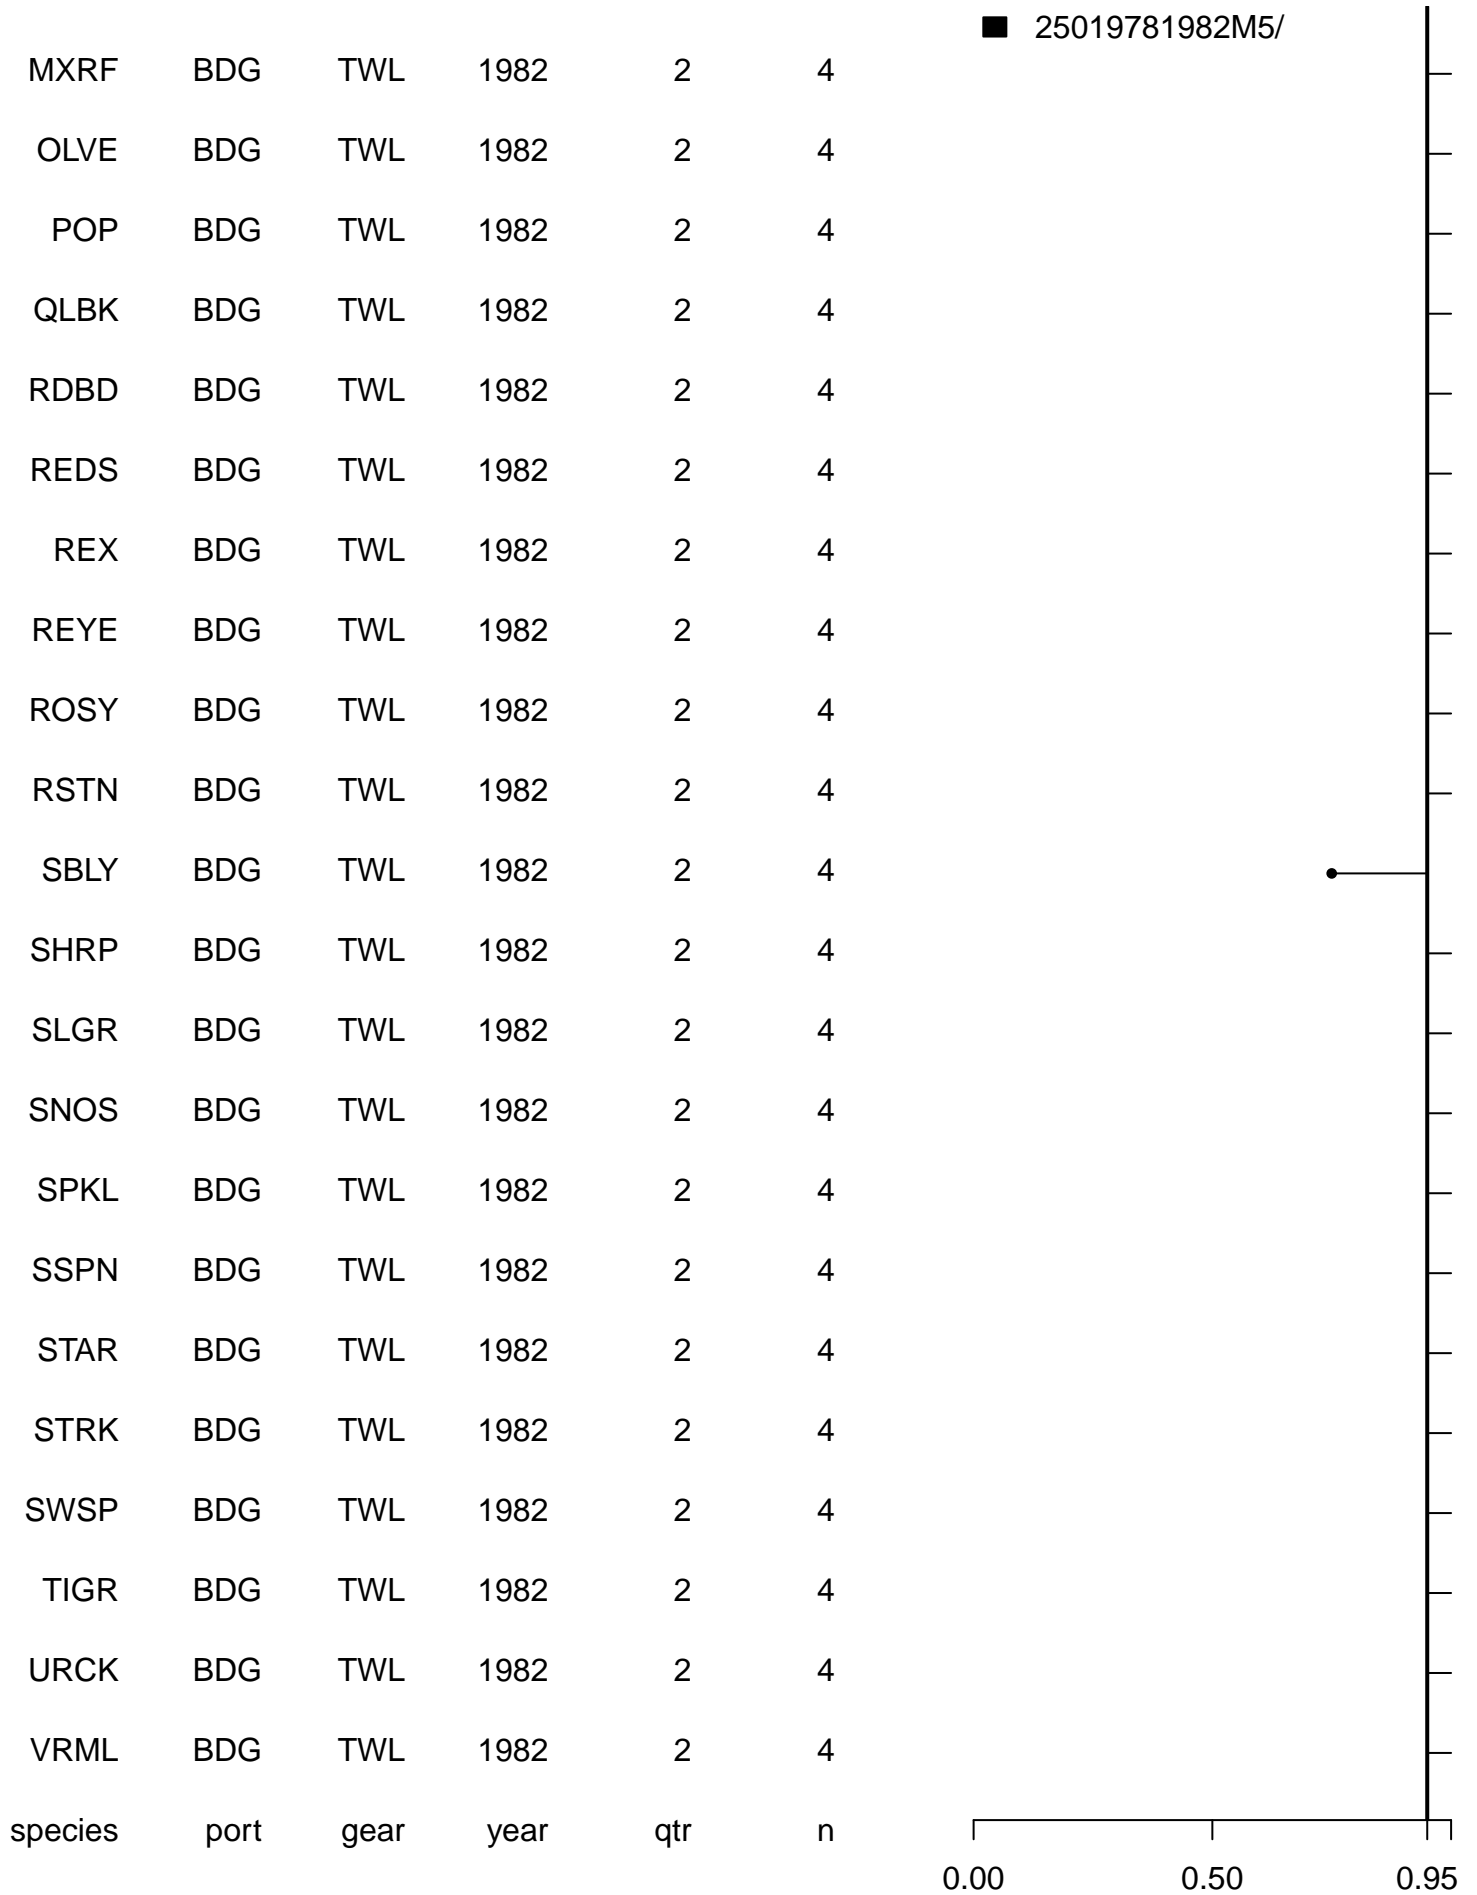 25019781982M5/
MXRF BDG TWL 1982 2 4
OLVE BDG TWL 1982 2 4
POP BDG TWL 1982 2 4
QLBK BDG TWL 1982 2 4
RDBD BDG TWL 1982 2 4
REDS BDG TWL 1982 2 4
REX BDG TWL 1982 2 4
REYE BDG TWL 1982 2 4
ROSY BDG TWL 1982 2 4
RSTN BDG TWL 1982 2 4
SBLY BDG TWL 1982 2 4
SHRP BDG TWL 1982 2 4
SLGR BDG TWL 1982 2 4
SNOS BDG TWL 1982 2 4
SPKL BDG TWL 1982 2 4
SSPN BDG TWL 1982 2 4
STAR BDG TWL 1982 2 4
STRK BDG TWL 1982 2 4
SWSP BDG TWL 1982 2 4
TIGR BDG TWL 1982 2 4
URCK BDG TWL 1982 2 4
VRML BDG TWL 1982 2 4
species port gear year qtr n
0.00 0.50 0.95